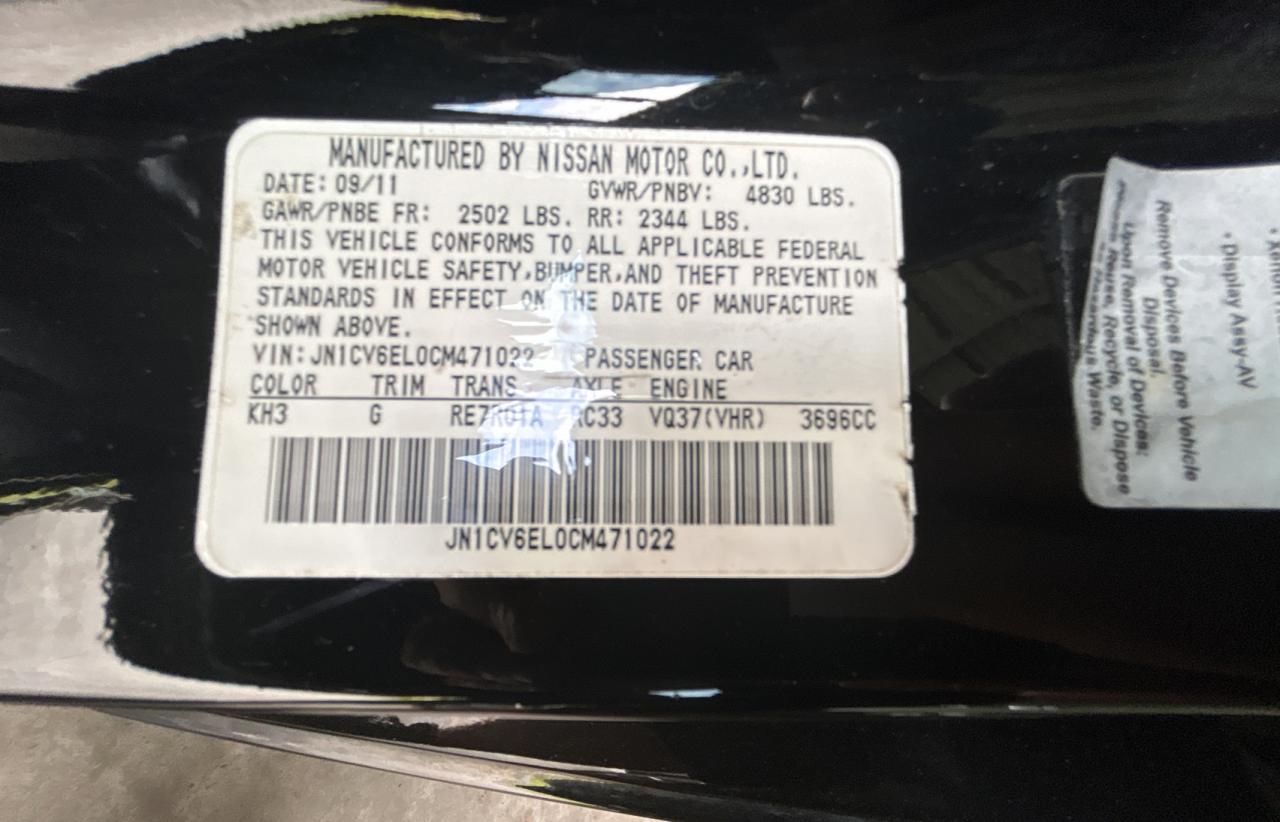 MANUFACTURED BY NISSAN MOTOR CO.,LTD.
DATE: 09/11 GVWR/PNBV: 4830 LBS.
GAWR/PNBE FR: 2502 LBS. RR: 2344 LBS.
THIS VEHICLE CONFORMS TO ALL APPLICABLE FEDERAL
MOTOR VEHICLE SAFETY,BUMPER,AND THEFT PREVENTION
STANDARDS IN EFFECT ON THE DATE OF MANUFACTURE
SHOWN ABOVE.
VIN:JN1CV6EL0CM471022 PASSENGER CAR
COLOR TRIM TRANS AXLE ENGINE
KH3 G RE7R01A RC33 VQ37(VHR) 3696CC
JN1CV6EL0CM471022
• Display Assy-AV
Remove Devices Before Vehicle
Disposal.
Upon Removal of Devices:
Reuse, Recycle, or Dispose
Hazardous Waste.